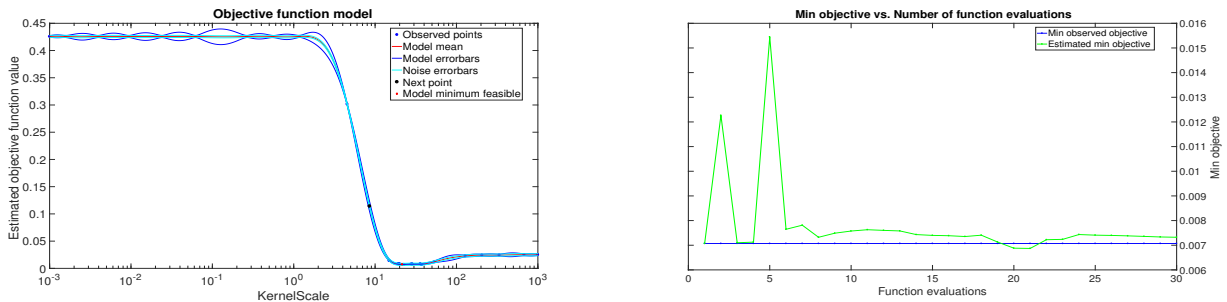 Objective function model
Estimated objective function value
0.45
0.4
0.35
0.3
0.25
0.2
0.15
0.1
0.05
0
Observed points
Model mean
Model errorbars
Noise errorbars
Next point
Model minimum feasible
10^-3 10^-2 10^-1 10^0 10^1 10^2 10^3
KernelScale
Min objective vs. Number of function evaluations
Min observed objective
Estimated min objective
0.016
0.015
0.014
0.013
0.012
0.011
0.01
0.009
0.008
0.007
0.006
Min objective
0 5 10 15 20 25 30
Function evaluations